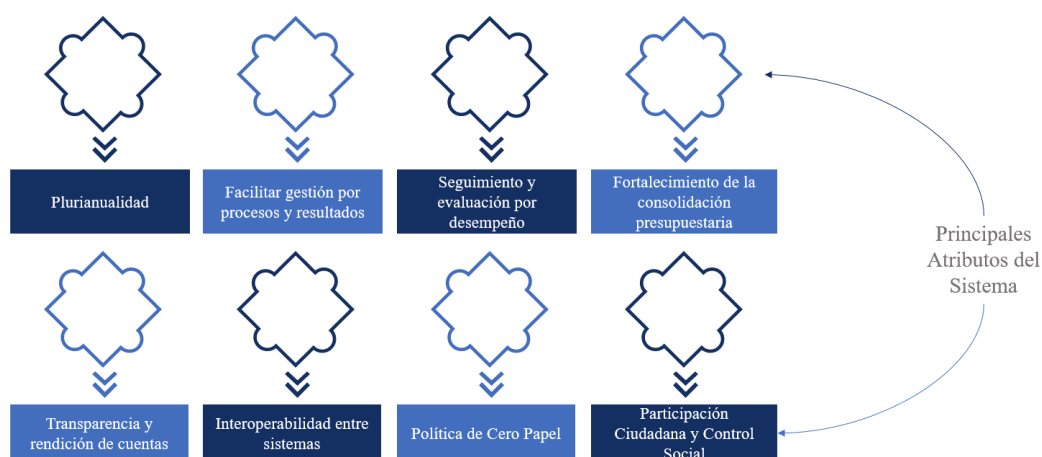 Plurianualidad
Facilitar gestión por
procesos y resultados
Seguimiento y
evaluación por
desempeño
Fortalecimiento de la
consolidación
presupuestaria
Principales
Atributos del
Sistema
Transparencia y
rendición de cuentas
Interoperabilidad entre
sistemas
Política de Cero Papel
Participación
Ciudadana y Control
Social